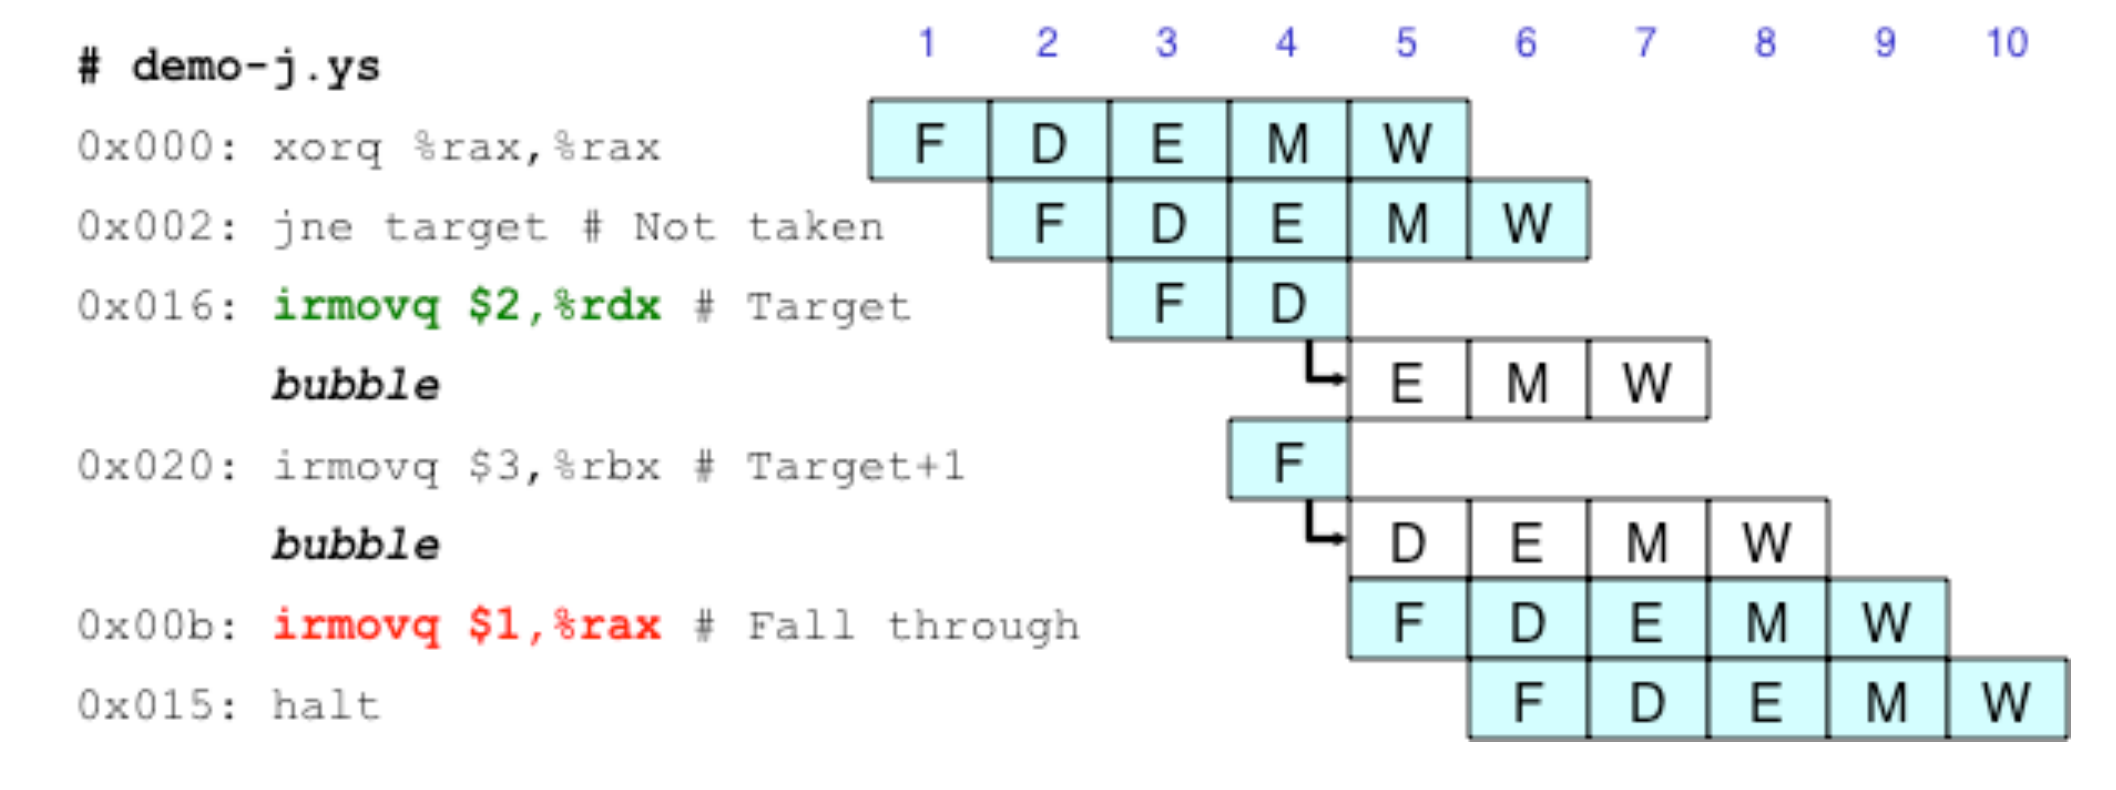 1 2 3 4 5 6 7 8 9 10
# demo-j.ys
0x000: xorq %rax,%rax F D E M W
0x002: jne target # Not taken F D E M W
0x016: irmovq $2,%rdx # Target F D
bubble E M W
0x020: irmovq $3,%rbx # Target+1 F
bubble D E M W
0x00b: irmovq $1,%rax # Fall through F D E M W
0x015: halt F D E M W